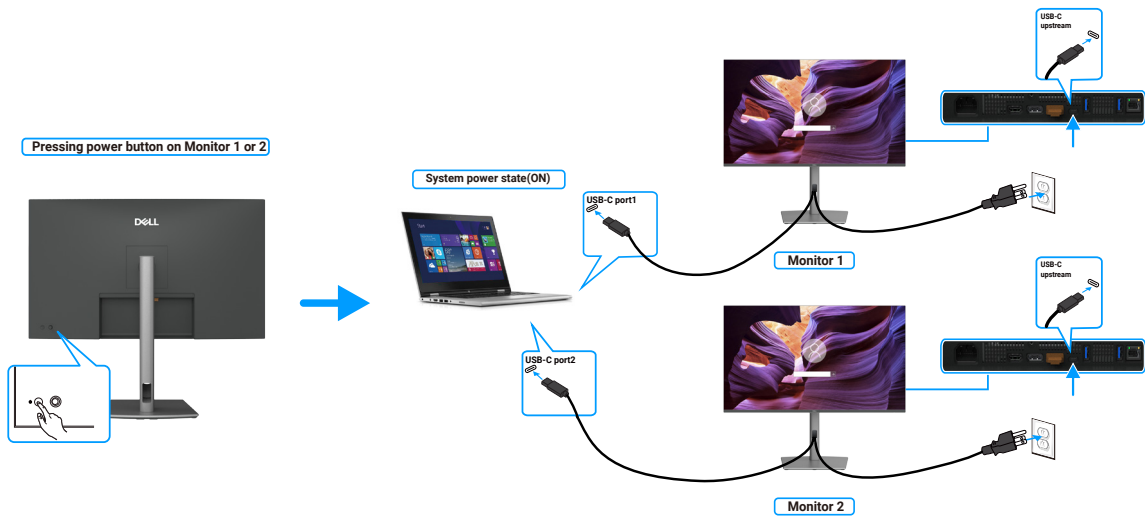 Pressing power button on Monitor 1 or 2
DELL
System power state(ON)
USB-C port1
USB-C
upstream
Monitor 1
USB-C port2
USB-C
upstream
Monitor 2